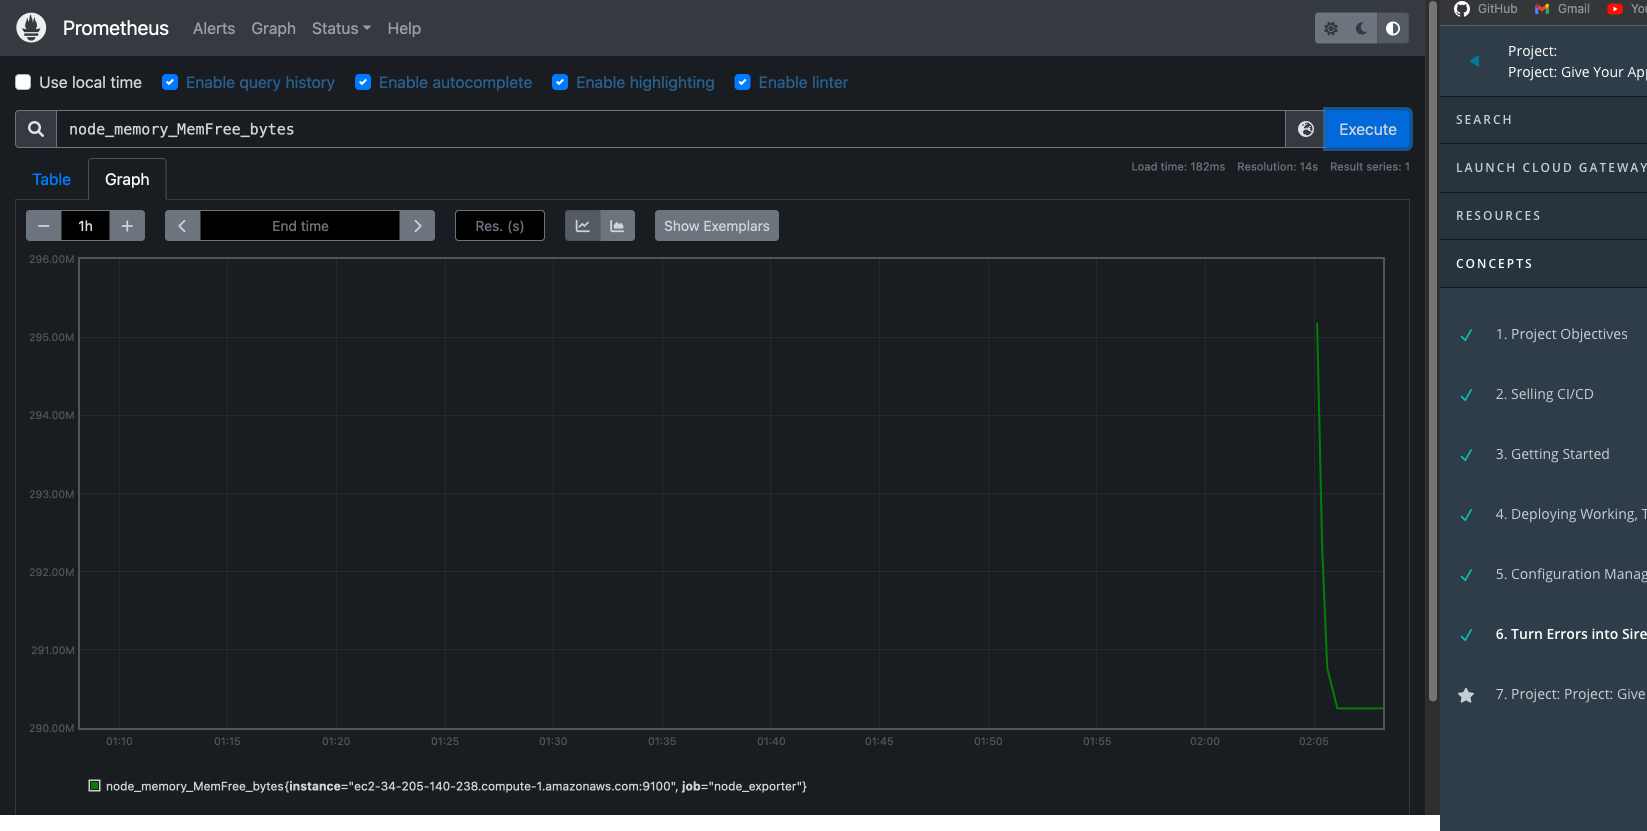 Prometheus Alerts Graph Status Help
Use local time Enable query history Enable autocomplete Enable highlighting Enable linter
node_memory_MemFree_bytes Execute
Load time: 182ms Resolution: 14s Result series: 1
Table Graph
1h End time Res. (s) Show Exemplars
296.00M
295.00M
294.00M
293.00M
292.00M
291.00M
290.00M
01:10 01:15 01:20 01:25 01:30 01:35 01:40 01:45 01:50 01:55 02:00 02:05
node_memory_MemFree_bytes{instance="ec2-34-205-140-238.compute-1.amazonaws.com:9100", job="node_exporter"}
GitHub Gmail You
Project:
Project: Give Your App
SEARCH
LAUNCH CLOUD GATEWAY
RESOURCES
CONCEPTS
1. Project Objectives
2. Selling CI/CD
3. Getting Started
4. Deploying Working, T
5. Configuration Manag
6. Turn Errors into Sire
7. Project: Project: Give